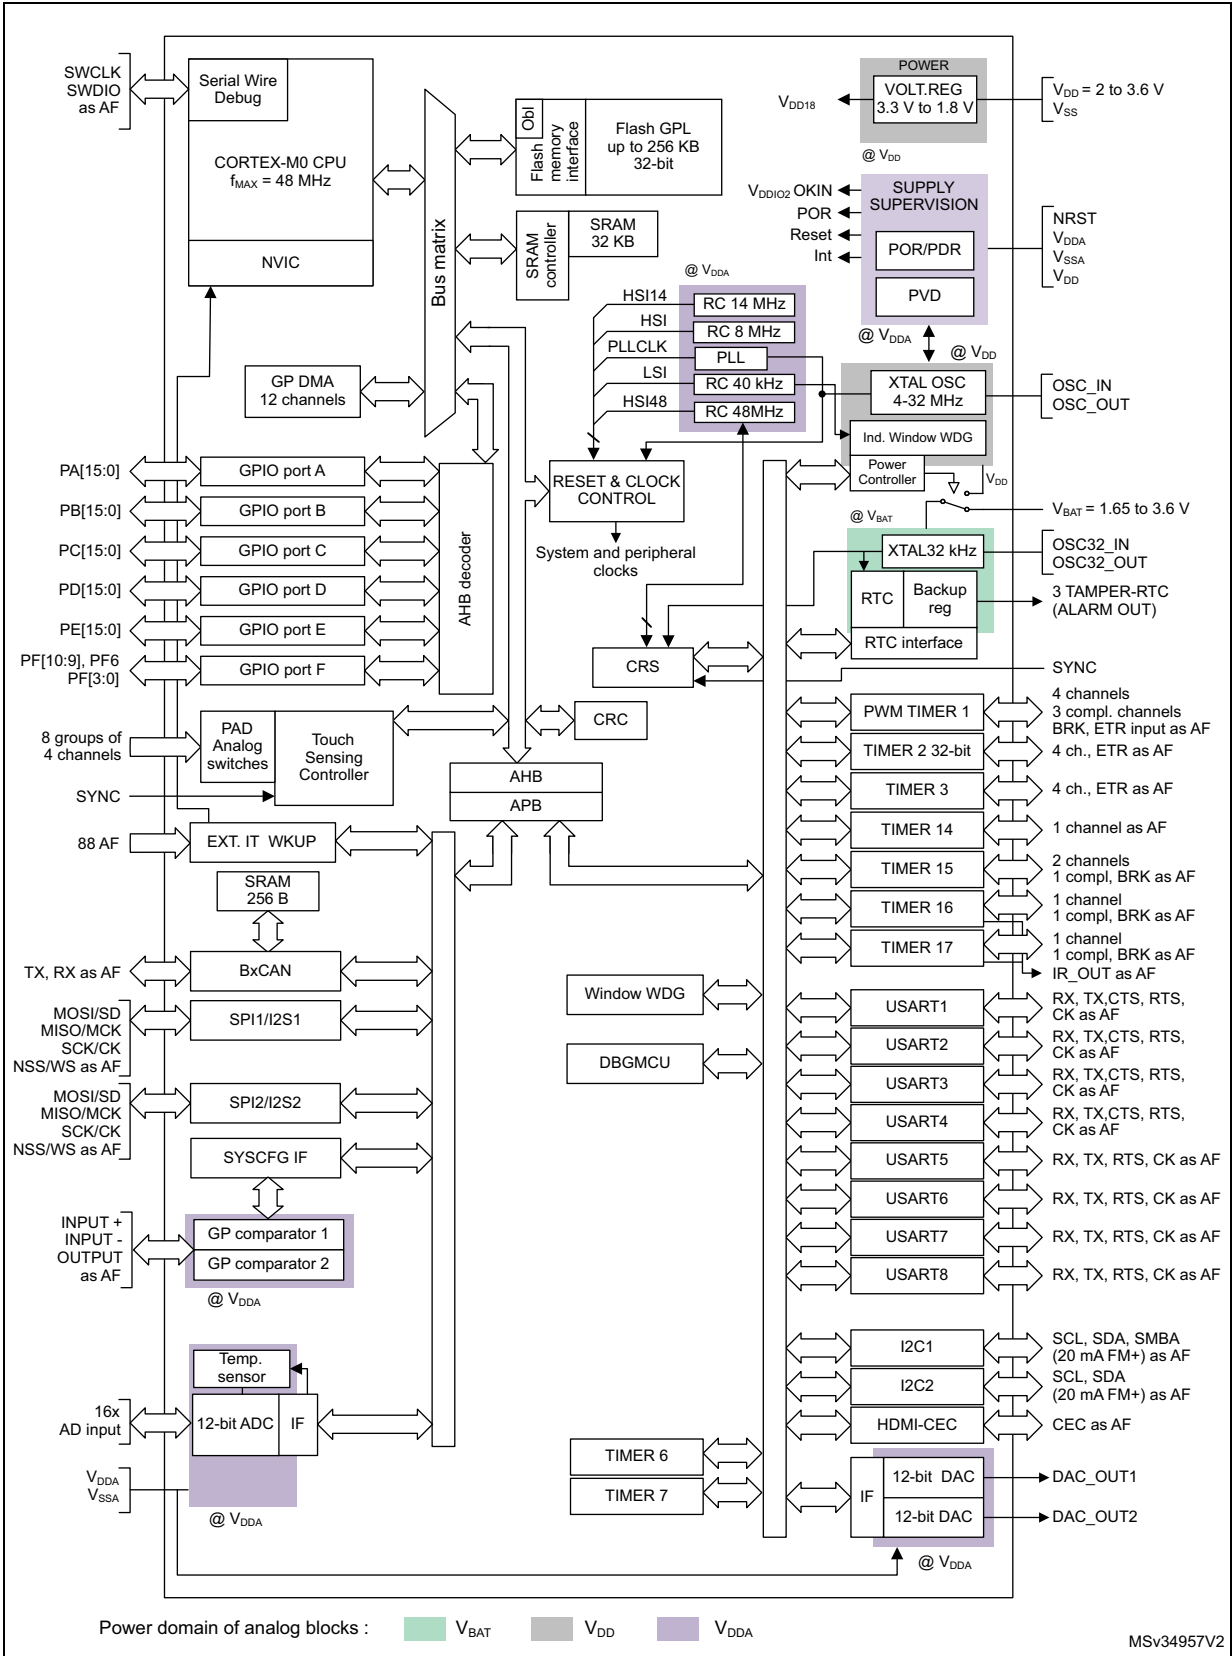 SWCLK
SWDIO
as AF
Serial Wire
Debug
CORTEX-M0 CPU
fMAX = 48 MHz
NVIC
Bus matrix
Obl
Flash
memory
interface
Flash GPL
up to 256 KB
32-bit
SRAM
controller
SRAM
32 KB
POWER
VOLT.REG
3.3 V to 1.8 V
VDD18
VDD = 2 to 3.6 V
VSS
@ VDD
SUPPLY
SUPERVISION
VDDIO2 OKIN
POR
Reset
Int
POR/PDR
PVD
NRST
VDDA
VSSA
VDD
@ VDDA
@ VDD
@ VDDA
HSI14
HSI
PLLCLK
LSI
HSI48
RC 14 MHz
RC 8 MHz
PLL
RC 40 kHz
RC 48MHz
XTAL OSC
4-32 MHz
OSC_IN
OSC_OUT
Ind. Window WDG
Power
Controller
VDD
VBAT = 1.65 to 3.6 V
@ VBAT
GP DMA
12 channels
PA[15:0]
GPIO port A
PB[15:0]
GPIO port B
PC[15:0]
GPIO port C
PD[15:0]
GPIO port D
PE[15:0]
GPIO port E
PF[10:9], PF6
PF[3:0]
GPIO port F
AHB decoder
RESET & CLOCK
CONTROL
System and peripheral
clocks
XTAL32 kHz
OSC32_IN
OSC32_OUT
RTC
Backup
reg
3 TAMPER-RTC
(ALARM OUT)
RTC interface
CRS
SYNC
8 groups of
4 channels
PAD
Analog
switches
Touch
Sensing
Controller
SYNC
CRC
AHB
APB
88 AF
EXT. IT WKUP
SRAM
256 B
TX, RX as AF
BxCAN
MOSI/SD
MISO/MCK
SCK/CK
NSS/WS as AF
SPI1/I2S1
MOSI/SD
MISO/MCK
SCK/CK
NSS/WS as AF
SPI2/I2S2
SYSCFG IF
INPUT +
INPUT -
OUTPUT
as AF
GP comparator 1
GP comparator 2
@ VDDA
Temp.
sensor
16x
AD input
12-bit ADC
IF
VDDA
VSSA
@ VDDA
Window WDG
DBGMCU
TIMER 6
TIMER 7
PWM TIMER 1
4 channels
3 compl. channels
BRK, ETR input as AF
TIMER 2 32-bit
4 ch., ETR as AF
TIMER 3
4 ch., ETR as AF
TIMER 14
1 channel as AF
TIMER 15
2 channels
1 compl, BRK as AF
TIMER 16
1 channel
1 compl, BRK as AF
TIMER 17
1 channel
1 compl, BRK as AF
IR_OUT as AF
USART1
RX, TX,CTS, RTS,
CK as AF
USART2
RX, TX,CTS, RTS,
CK as AF
USART3
RX, TX,CTS, RTS,
CK as AF
USART4
RX, TX,CTS, RTS,
CK as AF
USART5
RX, TX, RTS, CK as AF
USART6
RX, TX, RTS, CK as AF
USART7
RX, TX, RTS, CK as AF
USART8
RX, TX, RTS, CK as AF
I2C1
SCL, SDA, SMBA
(20 mA FM+) as AF
I2C2
SCL, SDA
(20 mA FM+) as AF
HDMI-CEC
CEC as AF
IF
12-bit DAC
DAC_OUT1
12-bit DAC
DAC_OUT2
@ VDDA
Power domain of analog blocks :
VBAT
VDD
VDDA
MSv34957V2